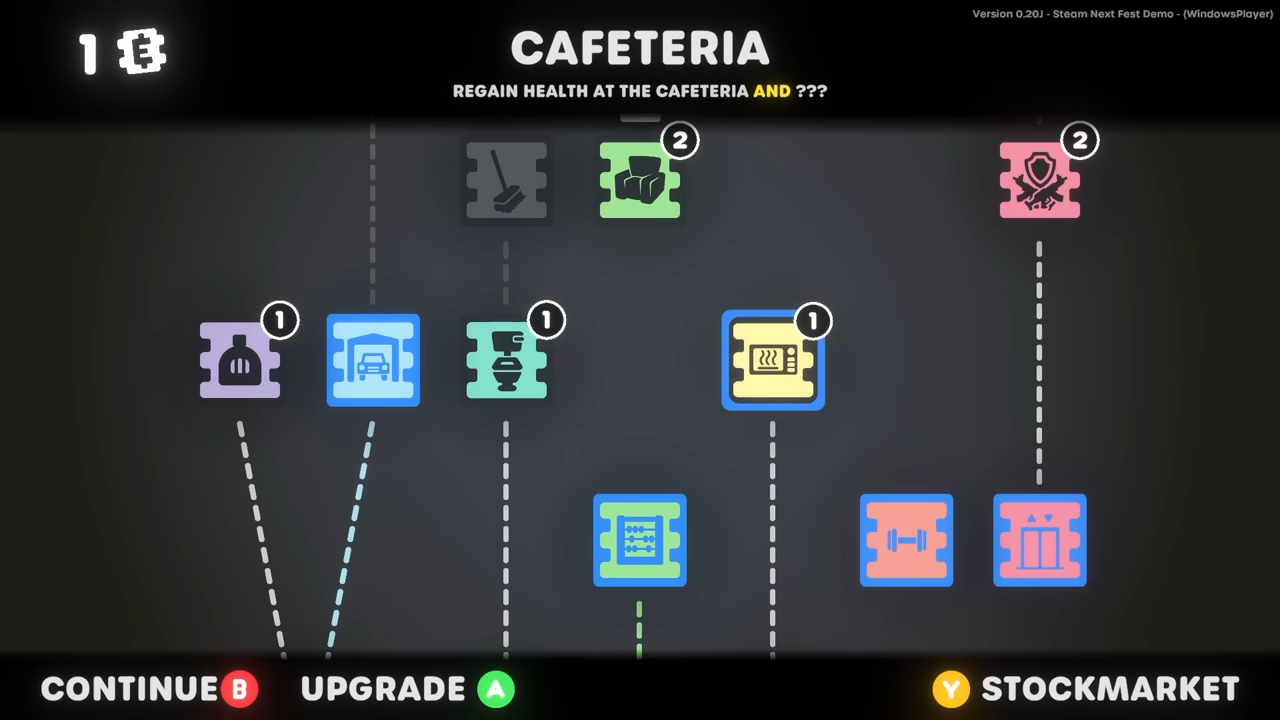 Version 0.20J - Steam Next Fest Demo - (WindowsPlayer)
1 E
CAFETERIA
REGAIN HEALTH AT THE CAFETERIA AND ???
2
2
1
1
1
CONTINUE B
UPGRADE A
Y STOCKMARKET